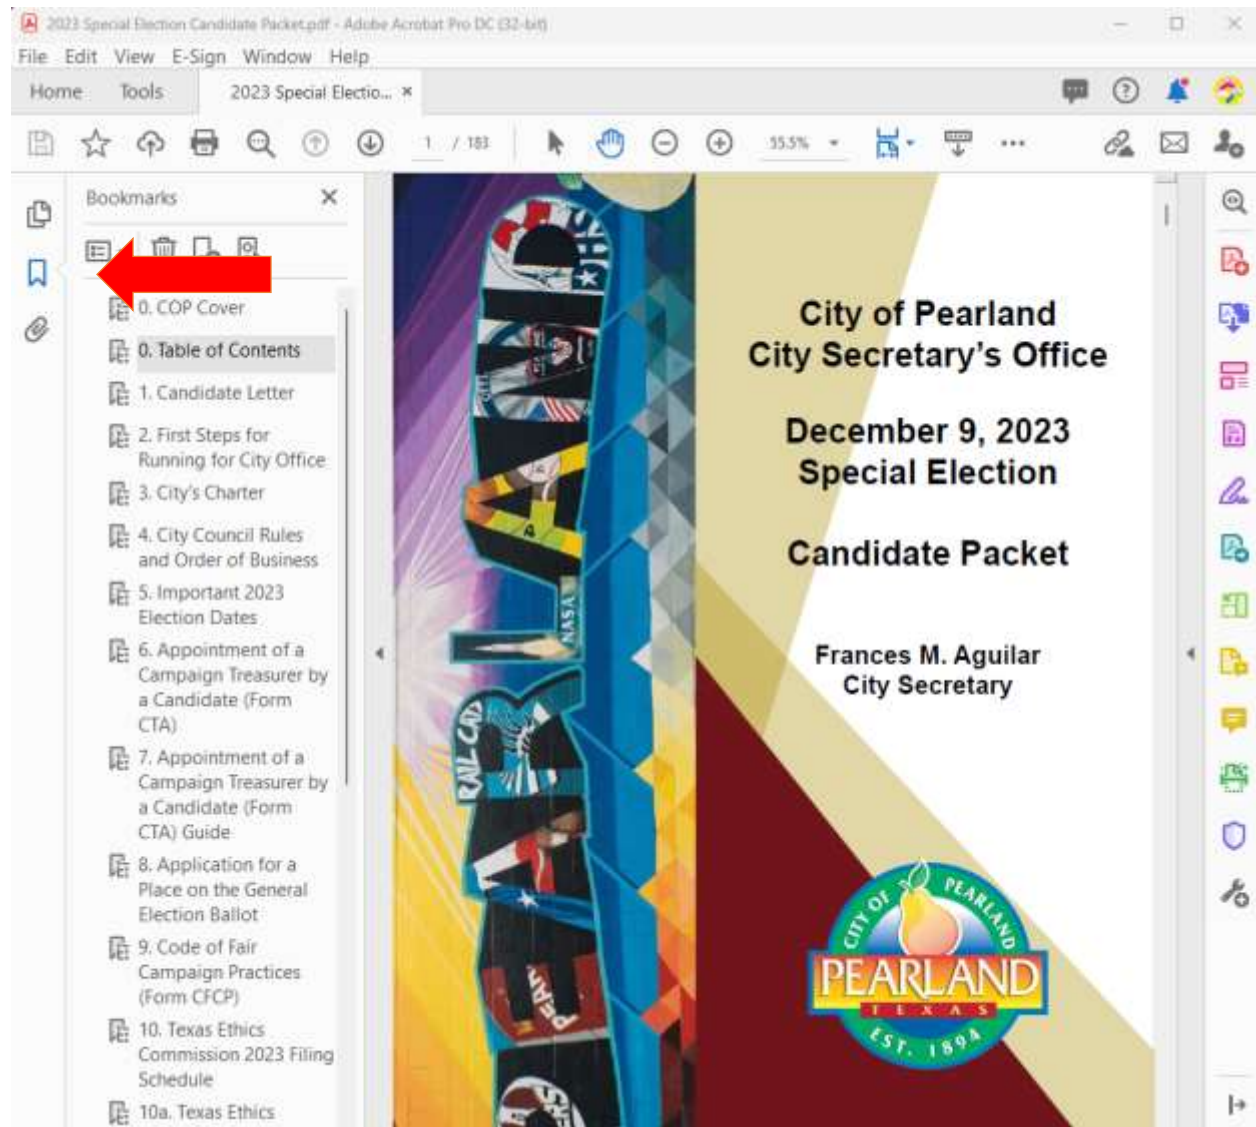 2023 Special Election Candidate Packet.pdf - Adobe Acrobat Pro DC (32-bit)
File Edit View E-Sign Window Help
Home Tools 2023 Special Electio... ×
1 / 183 55.5%
Bookmarks
0. COP Cover
0. Table of Contents
1. Candidate Letter
2. First Steps for
Running for City Office
3. City's Charter
4. City Council Rules
and Order of Business
5. Important 2023
Election Dates
6. Appointment of a
Campaign Treasurer by
a Candidate (Form
CTA)
7. Appointment of a
Campaign Treasurer by
a Candidate (Form
CTA) Guide
8. Application for a
Place on the General
Election Ballot
9. Code of Fair
Campaign Practices
(Form CFCP)
10. Texas Ethics
Commission 2023 Filing
Schedule
10a. Texas Ethics
PEARLAND
NASA
RAIL CAD
City of Pearland
City Secretary's Office
December 9, 2023
Special Election
Candidate Packet
Frances M. Aguilar
City Secretary
CITY OF PEARLAND
PEARLAND
TEXAS
EST. 1894